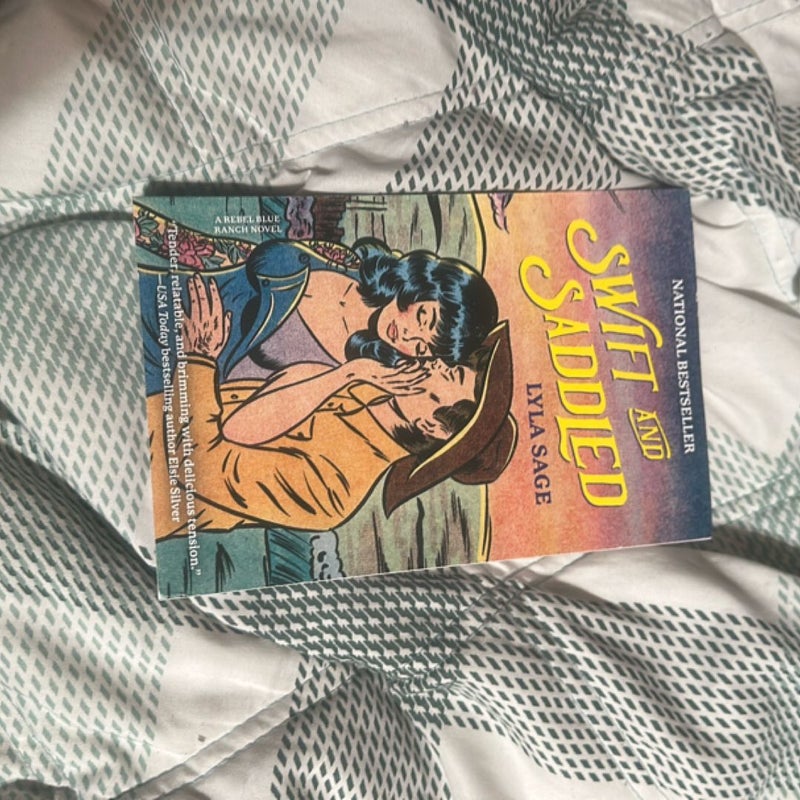 NATIONAL BESTSELLER
SWIFT AND
SADDLED
LYLA SAGE
A REBEL BLUE
RANCH NOVEL
"Tender, relatable, and brimming with delicious tension."
—USA Today bestselling author Elsie Silver